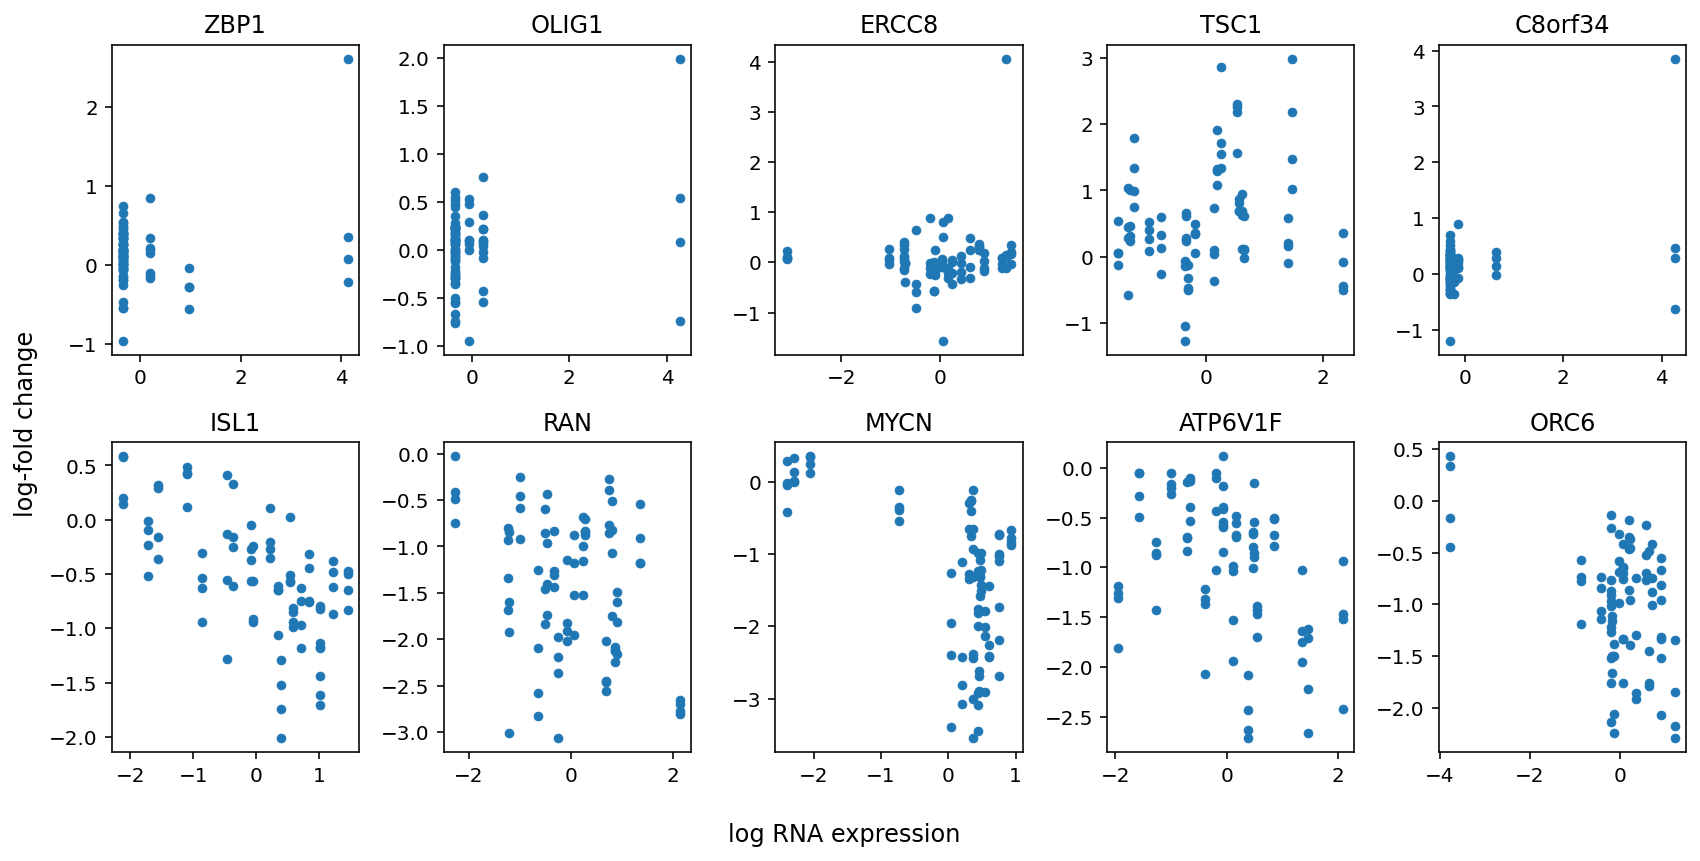 ZBP1 OLIG1 ERCC8 TSC1 C8orf34
2 1 0 −1
0 2 4
2.0 1.5 1.0 0.5 0.0 −0.5 −1.0
0 2 4
4 3 2 1 0 −1
−2 0
3 2 1 0 −1
0 2
4 3 2 1 0 −1
0 2 4
log-fold change
ISL1 RAN MYCN ATP6V1F ORC6
0.5 0.0 −0.5 −1.0 −1.5 −2.0
−2 −1 0 1
0.0 −0.5 −1.0 −1.5 −2.0 −2.5 −3.0
−2 0 2
0 −1 −2 −3
−2 −1 0 1
0.0 −0.5 −1.0 −1.5 −2.0 −2.5
−2 0 2
0.5 0.0 −0.5 −1.0 −1.5 −2.0
−4 −2 0
log RNA expression